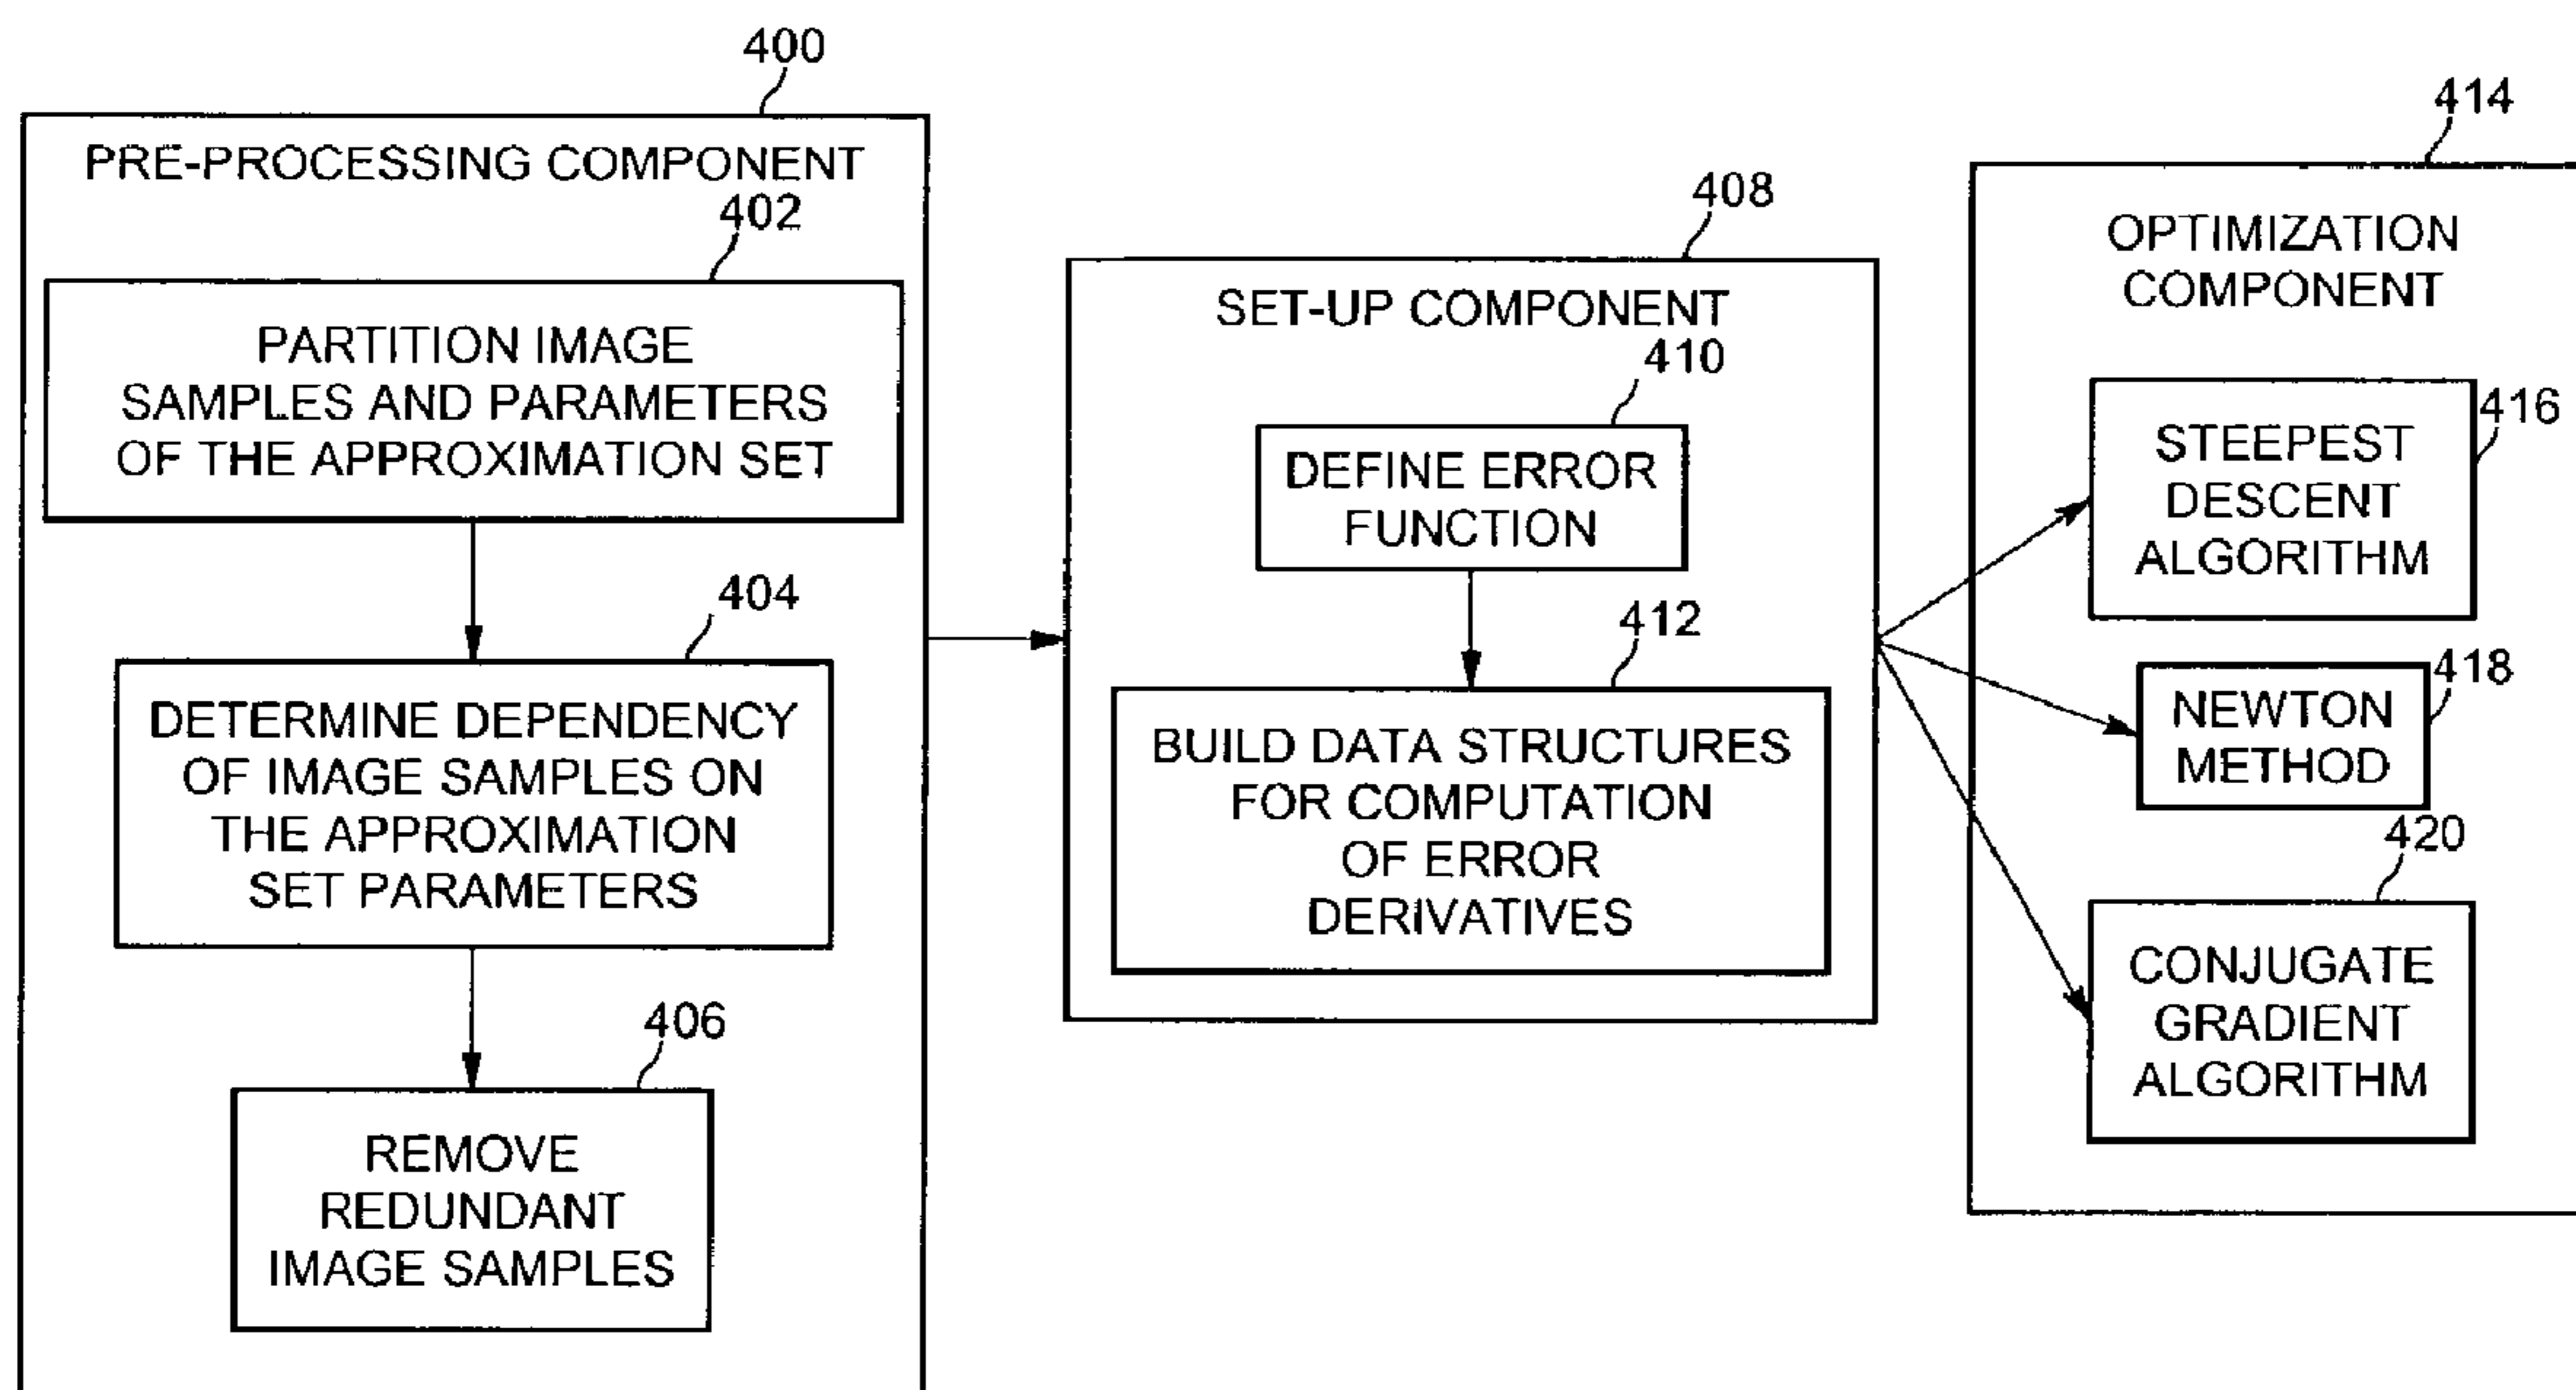 400
PRE-PROCESSING COMPONENT
402
PARTITION IMAGE
SAMPLES AND PARAMETERS
OF THE APPROXIMATION SET
404
DETERMINE DEPENDENCY
OF IMAGE SAMPLES ON
THE APPROXIMATION
SET PARAMETERS
406
REMOVE
REDUNDANT
IMAGE SAMPLES
408
SET-UP COMPONENT
410
DEFINE ERROR
FUNCTION
412
BUILD DATA STRUCTURES
FOR COMPUTATION
OF ERROR
DERIVATIVES
414
OPTIMIZATION
COMPONENT
416
STEEPEST
DESCENT
ALGORITHM
418
NEWTON
METHOD
420
CONJUGATE
GRADIENT
ALGORITHM